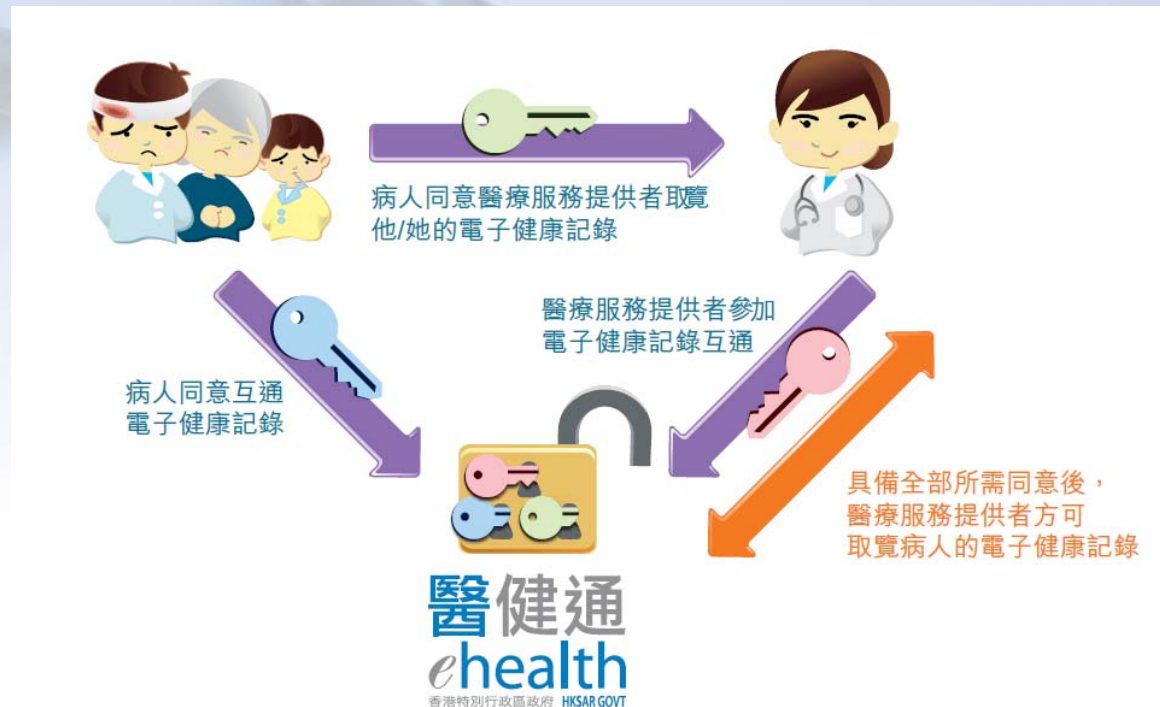 病人同意醫療服務提供者取覽
他/她的電子健康記錄
醫療服務提供者參加
電子健康記錄互通
病人同意互通
電子健康記錄
具備全部所需同意後，
醫療服務提供者方可
取覽病人的電子健康記錄
醫健通
ehealth
香港特別行政區政府 HKSAR GOVT